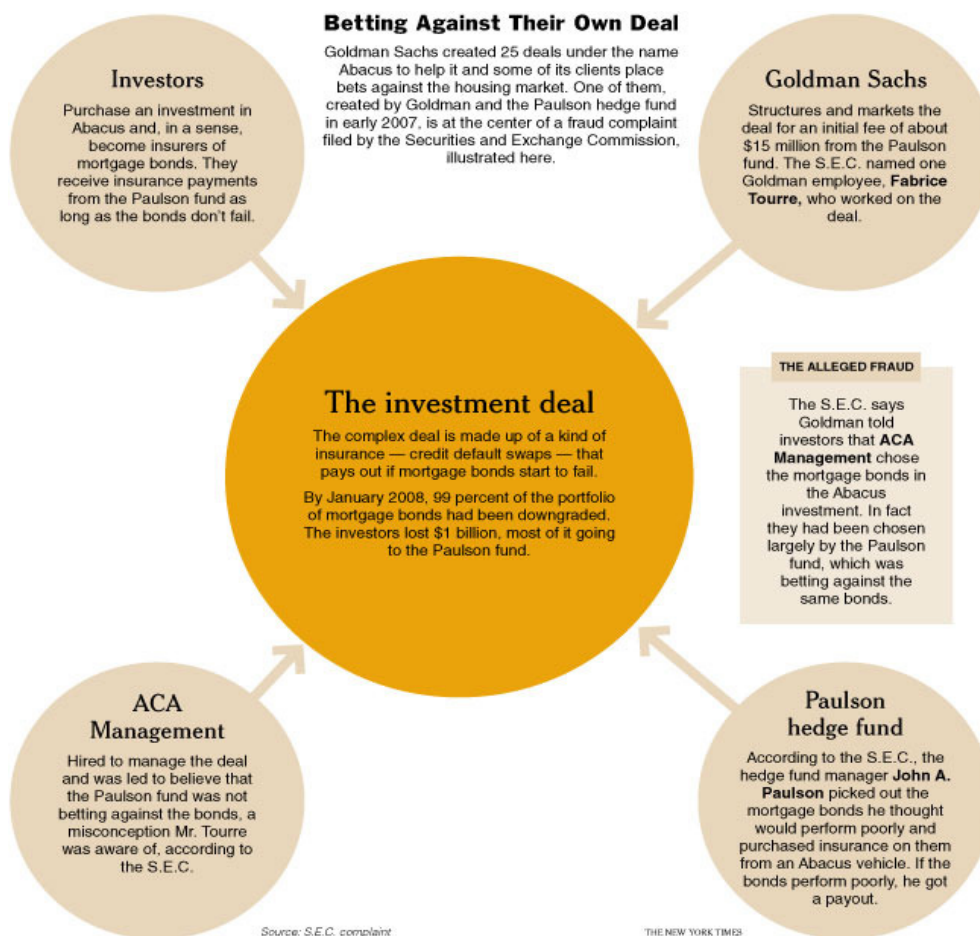 Betting Against Their Own Deal
Goldman Sachs created 25 deals under the name
Abacus to help it and some of its clients place
bets against the housing market. One of them,
created by Goldman and the Paulson hedge fund
in early 2007, is at the center of a fraud complaint
filed by the Securities and Exchange Commission,
illustrated here.
Investors
Purchase an investment in
Abacus and, in a sense,
become insurers of
mortgage bonds. They
receive insurance payments
from the Paulson fund as
long as the bonds don't fail.
Goldman Sachs
Structures and markets the
deal for an initial fee of about
$15 million from the Paulson
fund. The S.E.C. named one
Goldman employee, Fabrice
Tourre, who worked on the
deal.
The investment deal
The complex deal is made up of a kind of
insurance — credit default swaps — that
pays out if mortgage bonds start to fail.
By January 2008, 99 percent of the portfolio
of mortgage bonds had been downgraded.
The investors lost $1 billion, most of it going
to the Paulson fund.
THE ALLEGED FRAUD
The S.E.C. says
Goldman told
investors that ACA
Management chose
the mortgage bonds in
the Abacus
investment. In fact
they had been chosen
largely by the Paulson
fund, which was
betting against the
same bonds.
ACA
Management
Hired to manage the deal
and was led to believe that
the Paulson fund was not
betting against the bonds, a
misconception Mr. Tourre
was aware of, according to
the S.E.C.
Paulson
hedge fund
According to the S.E.C., the
hedge fund manager John A.
Paulson picked out the
mortgage bonds he thought
would perform poorly and
purchased insurance on them
from an Abacus vehicle. If the
bonds perform poorly, he got
a payout.
Source: S.E.C. complaint
THE NEW YORK TIMES